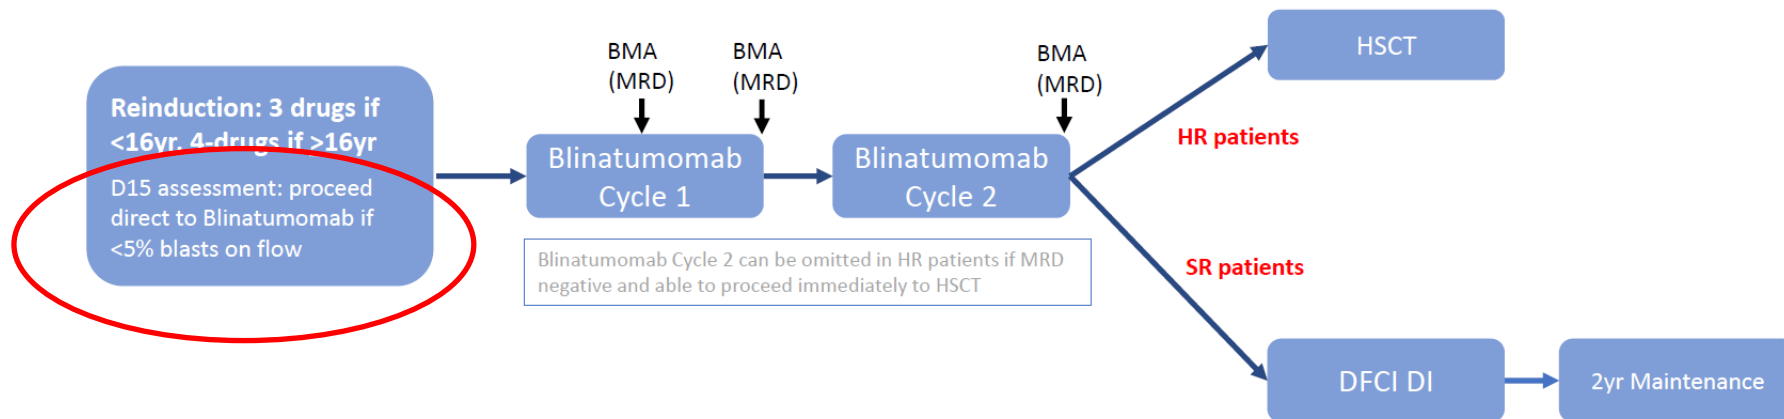 Reinduction: 3 drugs if
<16yr, 4-drugs if >16yr
D15 assessment: proceed
direct to Blinatumomab if
<5% blasts on flow
BMA
(MRD)
BMA
(MRD)
BMA
(MRD)
Blinatumomab
Cycle 1
Blinatumomab
Cycle 2
Blinatumomab Cycle 2 can be omitted in HR patients if MRD
negative and able to proceed immediately to HSCT
HSCT
HR patients
SR patients
DFCI DI
2yr Maintenance